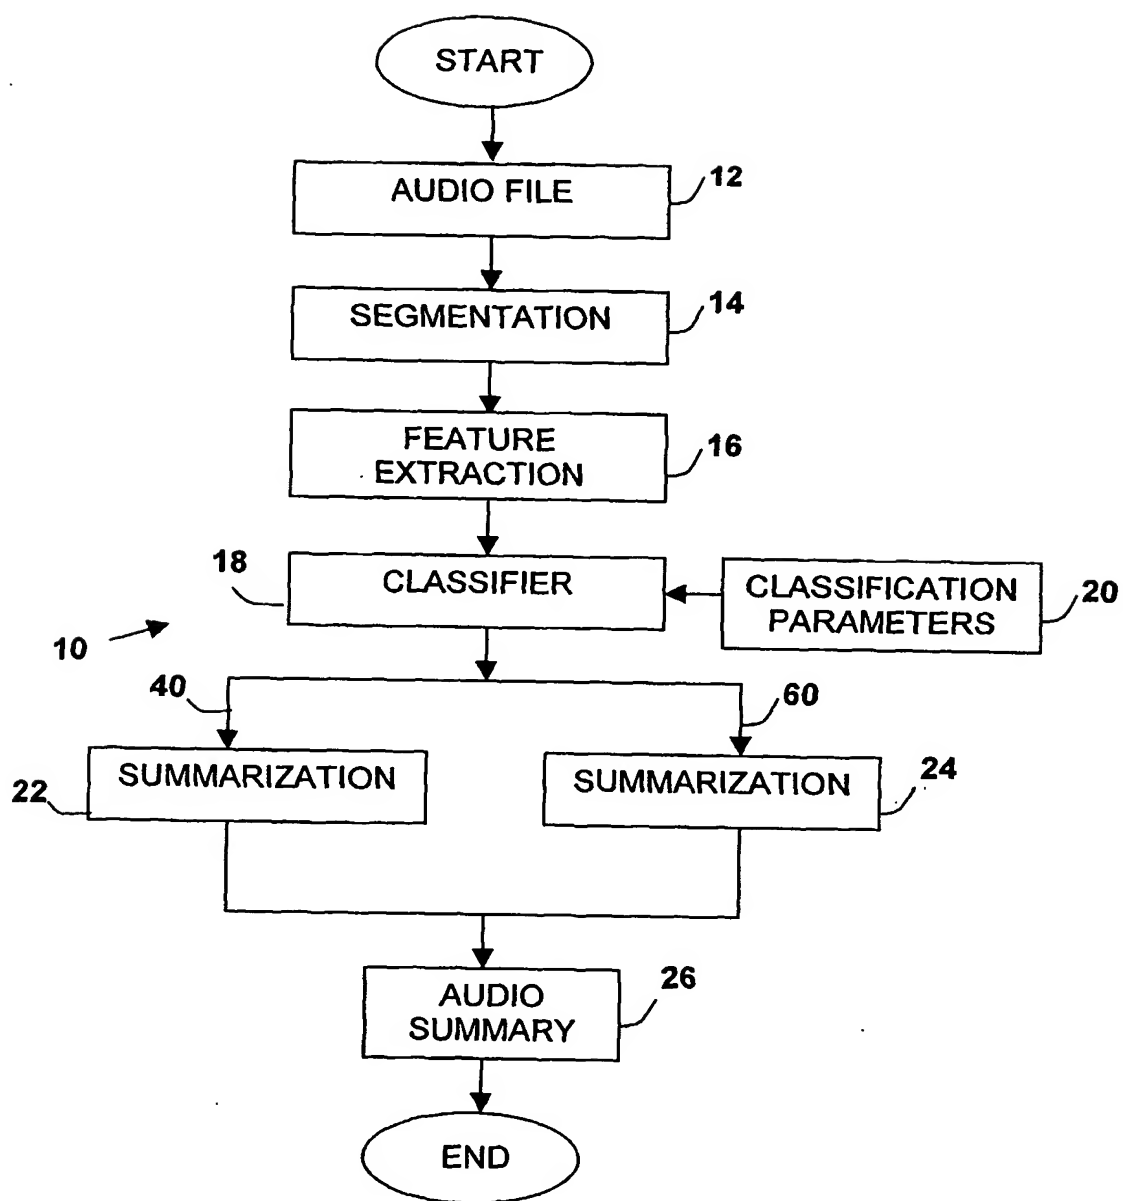 START
AUDIO FILE
12
SEGMENTATION
14
FEATURE
EXTRACTION
16
18
CLASSIFIER
CLASSIFICATION
PARAMETERS
20
10
40
60
SUMMARIZATION
22
SUMMARIZATION
24
AUDIO
SUMMARY
26
END